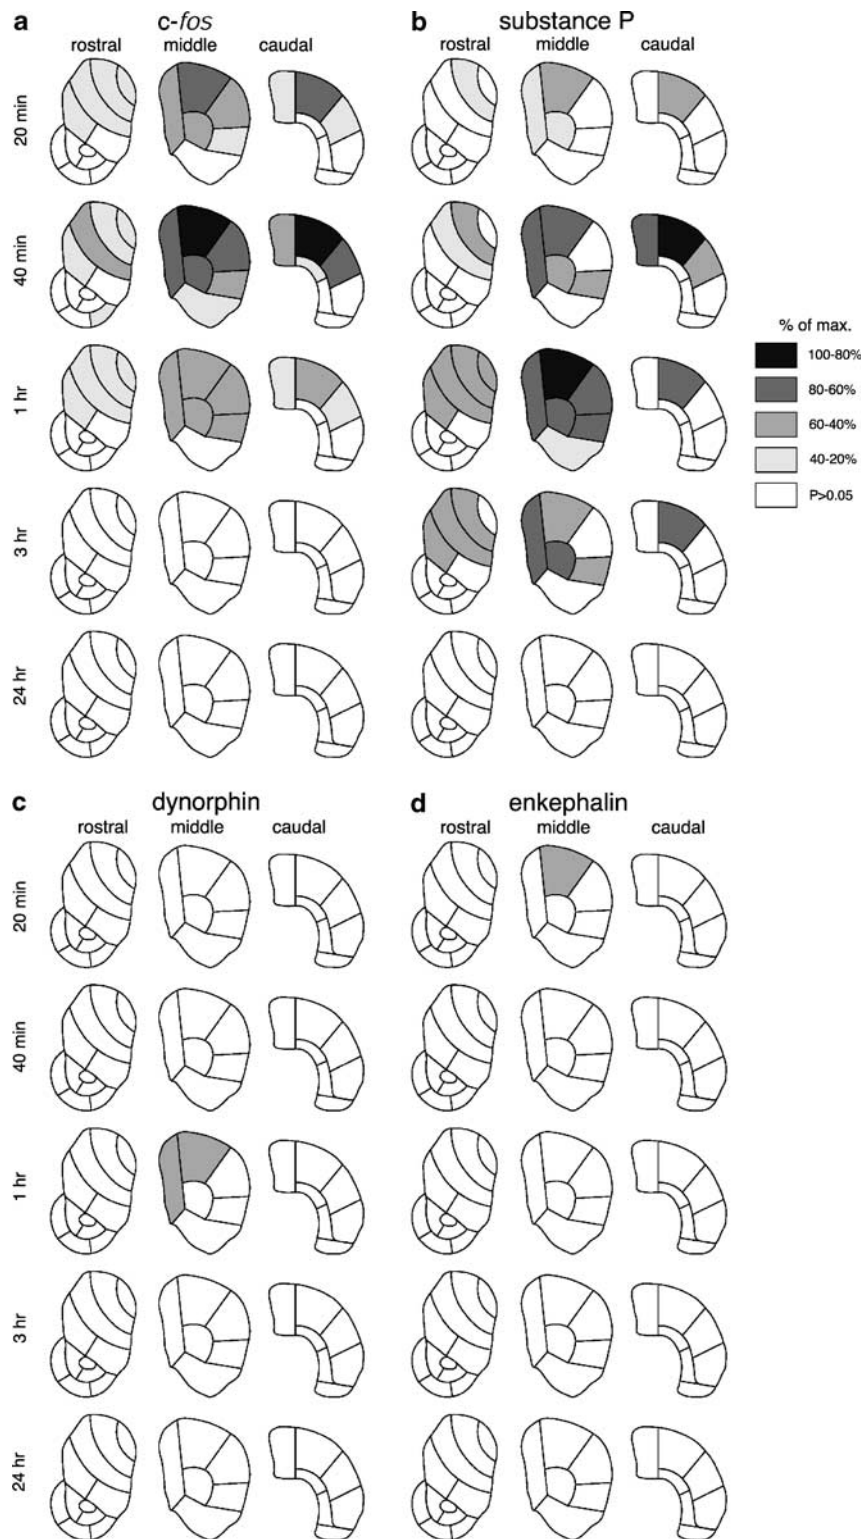 a c-fos
rostral middle caudal
20 min
40 min
1 hr
3 hr
24 hr
b substance P
rostral middle caudal
% of max.
100-80%
80-60%
60-40%
40-20%
P>0.05
c dynorphin
rostral middle caudal
20 min
40 min
1 hr
3 hr
24 hr
d enkephalin
rostral middle caudal